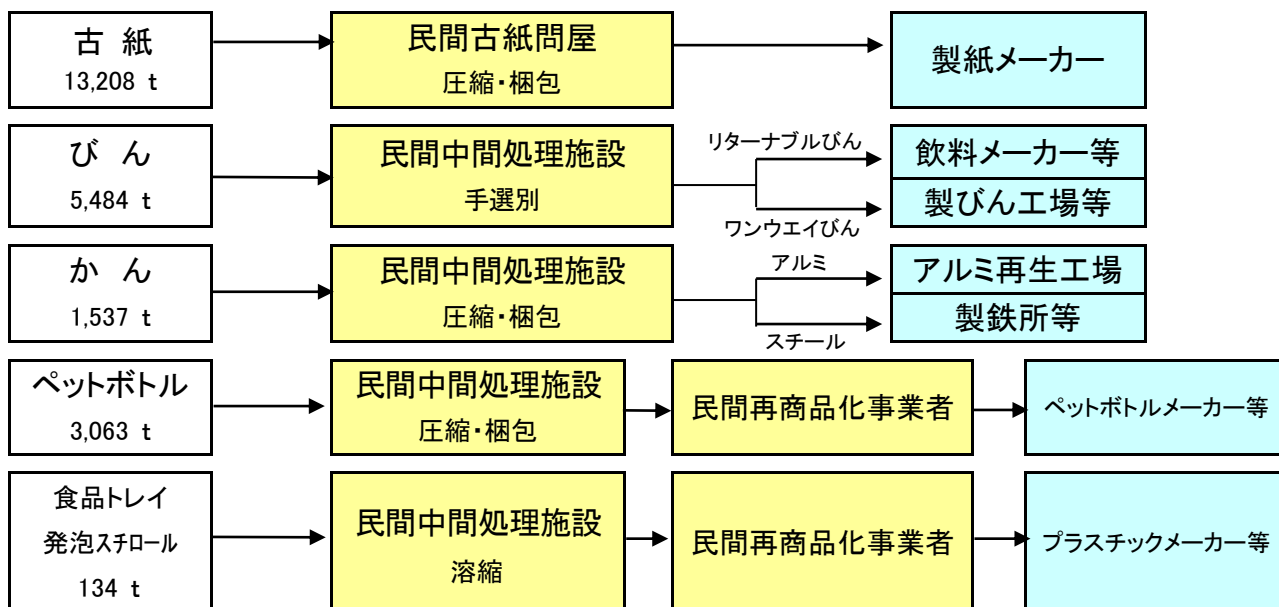 古 紙
13,208 t
民間古紙問屋
圧縮・梱包
製紙メーカー
び ん
5,484 t
民間中間処理施設
手選別
リターナブルびん
ワンウエイびん
飲料メーカー等
製びん工場等
か ん
1,537 t
民間中間処理施設
圧縮・梱包
アルミ
スチール
アルミ再生工場
製鉄所等
ペットボトル
3,063 t
民間中間処理施設
圧縮・梱包
民間再商品化事業者
ペットボトルメーカー等
食品トレイ
発泡スチロール
134 t
民間中間処理施設
溶縮
民間再商品化事業者
プラスチックメーカー等